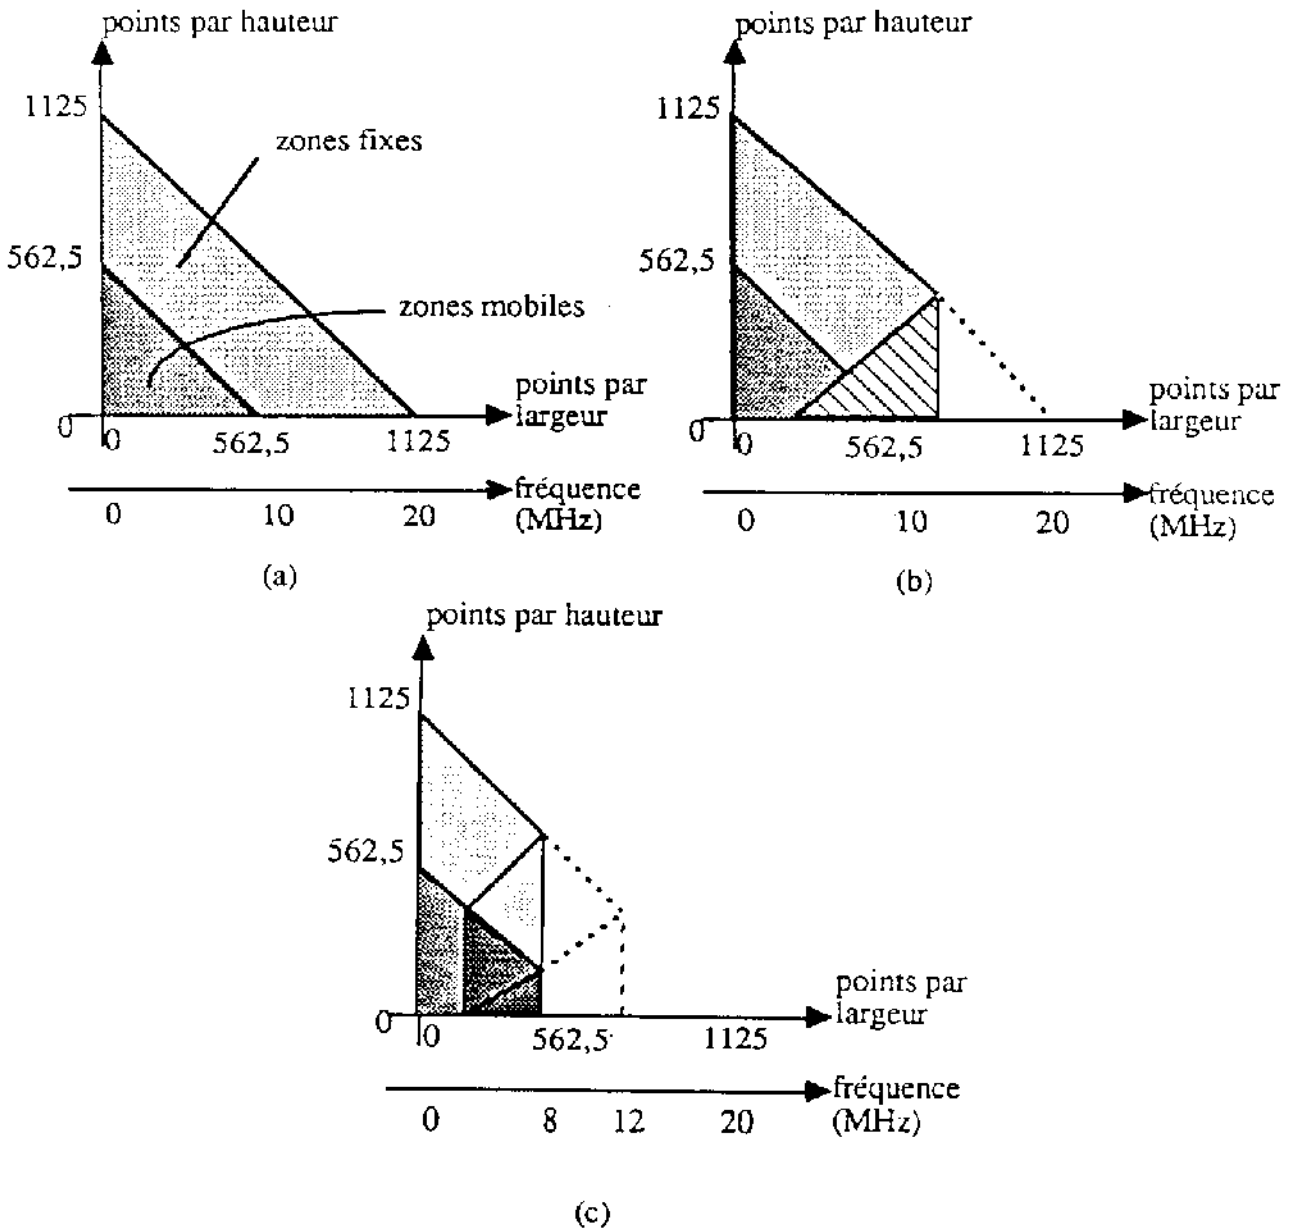 points par hauteur
1125
zones fixes
562,5
zones mobiles
points par
largeur
0
0
562,5
1125
fréquence
(MHz)
0
10
20
(a)
points par hauteur
1125
562,5
points par
largeur
0
0
562,5
1125
fréquence
(MHz)
0
10
20
(b)
points par hauteur
1125
562,5
points par
largeur
0
0
562,5
1125
fréquence
(MHz)
0
8
12
20
(c)